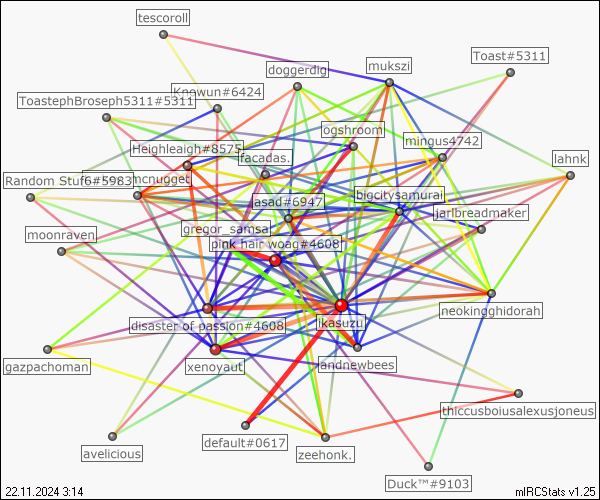 tescoroll
Toast#5311
mukszi
doggerdig
Knowun#6424
ToastephBroseph5311#5311
ogshroom
mingus4742
Heighleaigh#8575
facadas.
lahnk
Random Stuff#5983
mcnugget
bigcitysamurai
asad#6947
jarlbreadmaker
gregor_samsa
moonraven
pink hair woag#4608
neokingghidorah
disaster of passion#4608
ikasuzu
gazpachoman
xenoyaut
andnewbees
thiccusboiusalexusjoneus
default#0617
avelicious
zeehonk.
Duck™#9103
22.11.2024 3:14
mIRCStats v1.25